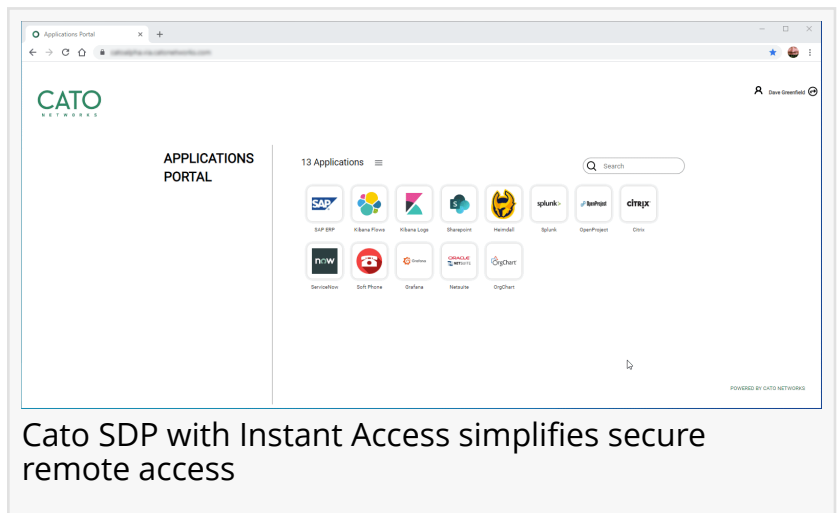 Applications Portal
CATO
NETWORKS
Dave Greenfield
APPLICATIONS
PORTAL
13 Applications
Search
SAP
splunk>
OpenProject
CITRIX
SAP ERP
Kibana Flows
Kibana Logs
Sharepoint
Heimdall
Splunk
OpenProject
Citrix
now
Grafana
ORACLE
NETSUITE
OrgChart
ServiceNow
Soft Phone
Grafana
Netsuite
OrgChart
POWERED BY CATO NETWORKS
Cato SDP with Instant Access simplifies secure
remote access